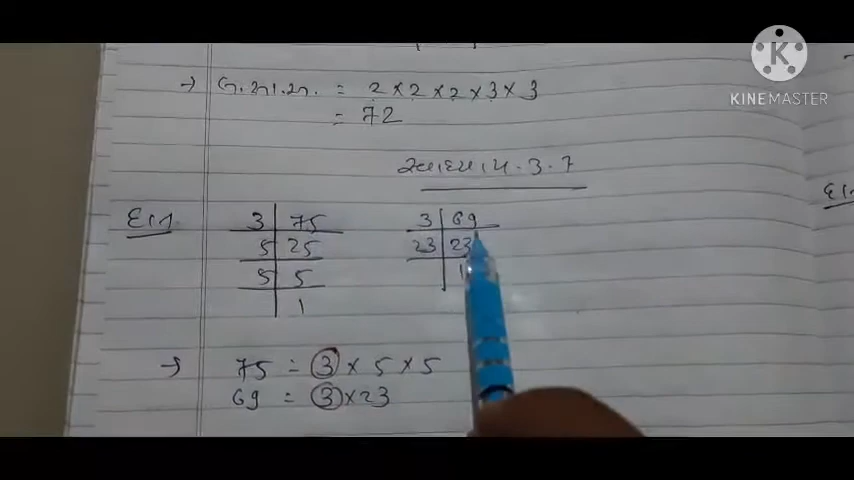 KINEMASTER
→ લ.સા.અ. = 2 × 2 × 2 × 3 × 3
= 72
સ્વાધ્યાય. 3.7
દા.ત
3 | 75
5 | 25
5 | 5
1
3 | 69
23 | 23
1
→ 75 = 3 × 5 × 5
69 = 3 × 23